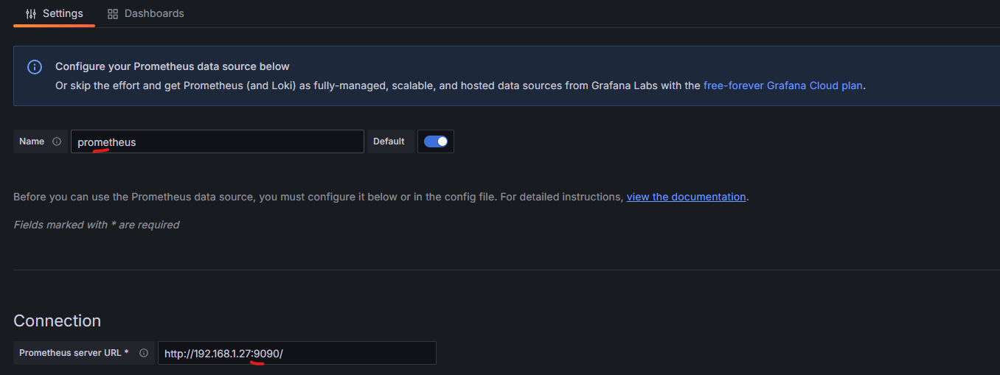 Settings Dashboards
Configure your Prometheus data source below
Or skip the effort and get Prometheus (and Loki) as fully-managed, scalable, and hosted data sources from Grafana Labs with the free-forever Grafana Cloud plan.
Name prometheus Default
Before you can use the Prometheus data source, you must configure it below or in the config file. For detailed instructions, view the documentation.
Fields marked with * are required
Connection
Prometheus server URL * http://192.168.1.27:9090/